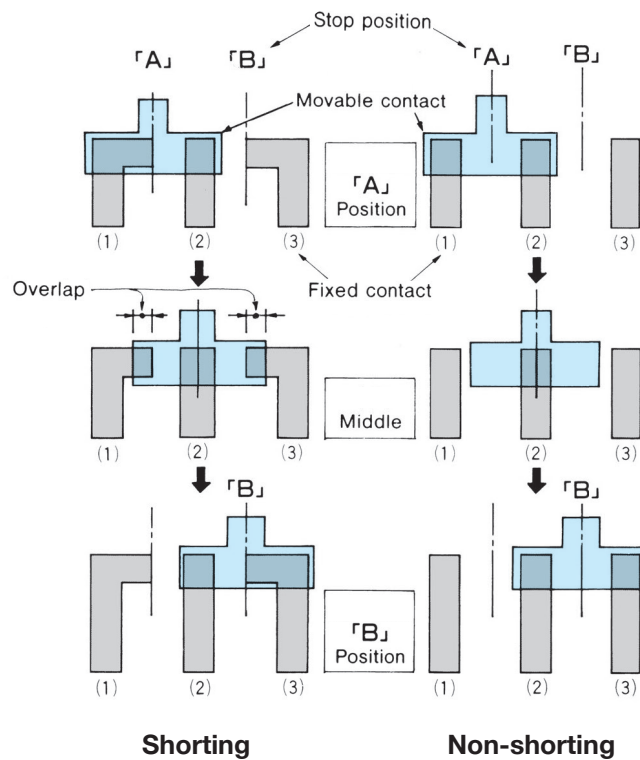 Stop position
「A」 「B」 「A」 「B」
Movable contact
「A」
Position
(1) (2) (3) (1) (2) (3)
Overlap Fixed contact
Middle
(1) (2) (3) (1) (2) (3)
「B」 「B」
「B」
Position
(1) (2) (3) (1) (2) (3)
Shorting Non-shorting